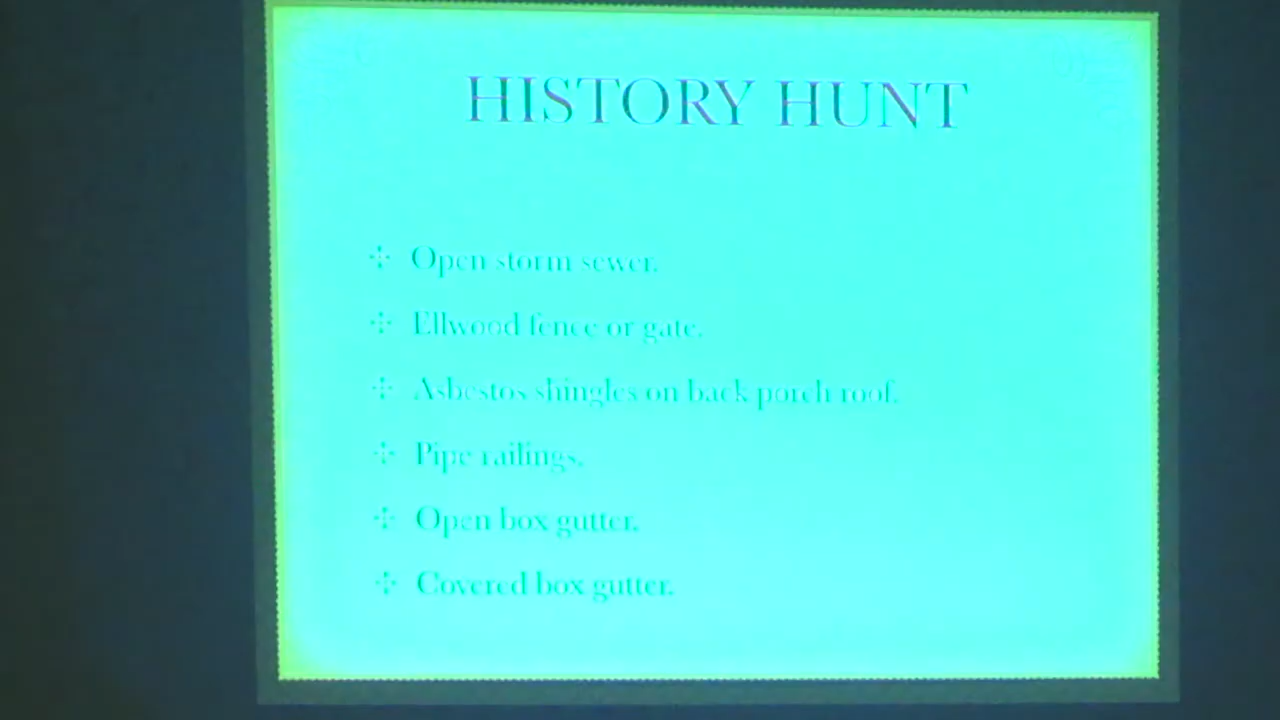 HISTORY HUNT
Open storm sewer.
Ellwood fence or gate.
Asbestos shingles on back porch roof.
Pipe railings.
Open box gutter.
Covered box gutter.